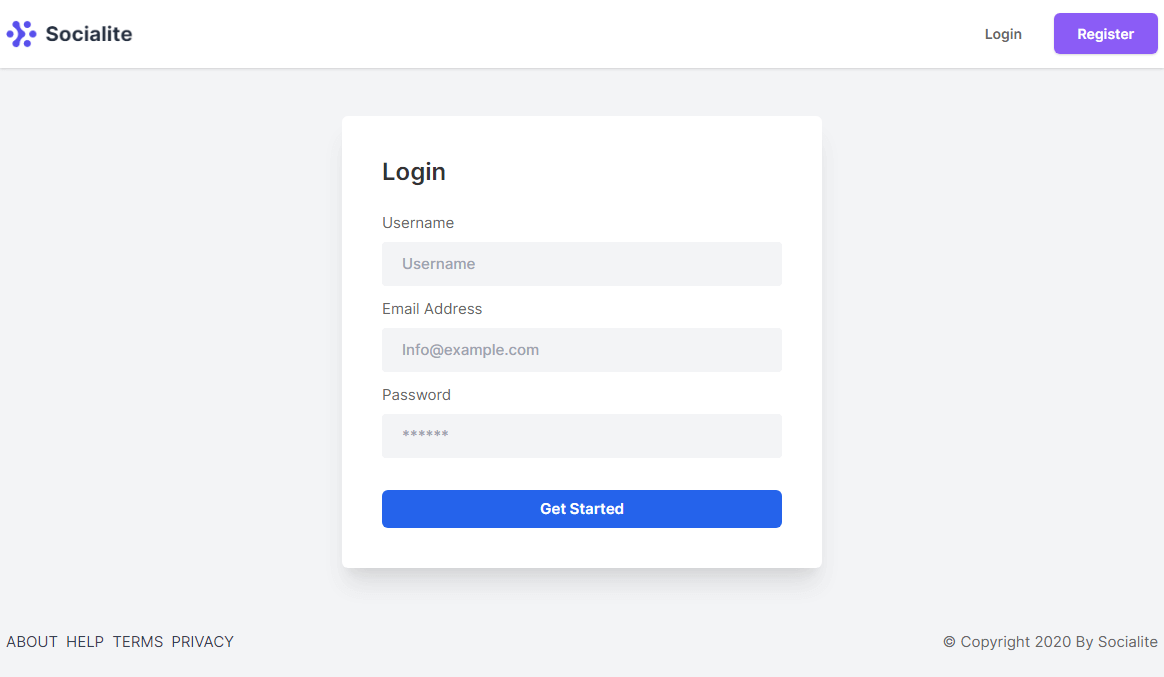 Socialite
Login
Register
Login
Username
Username
Email Address
Info@example.com
Password
******
Get Started
ABOUT HELP TERMS PRIVACY
© Copyright 2020 By Socialite